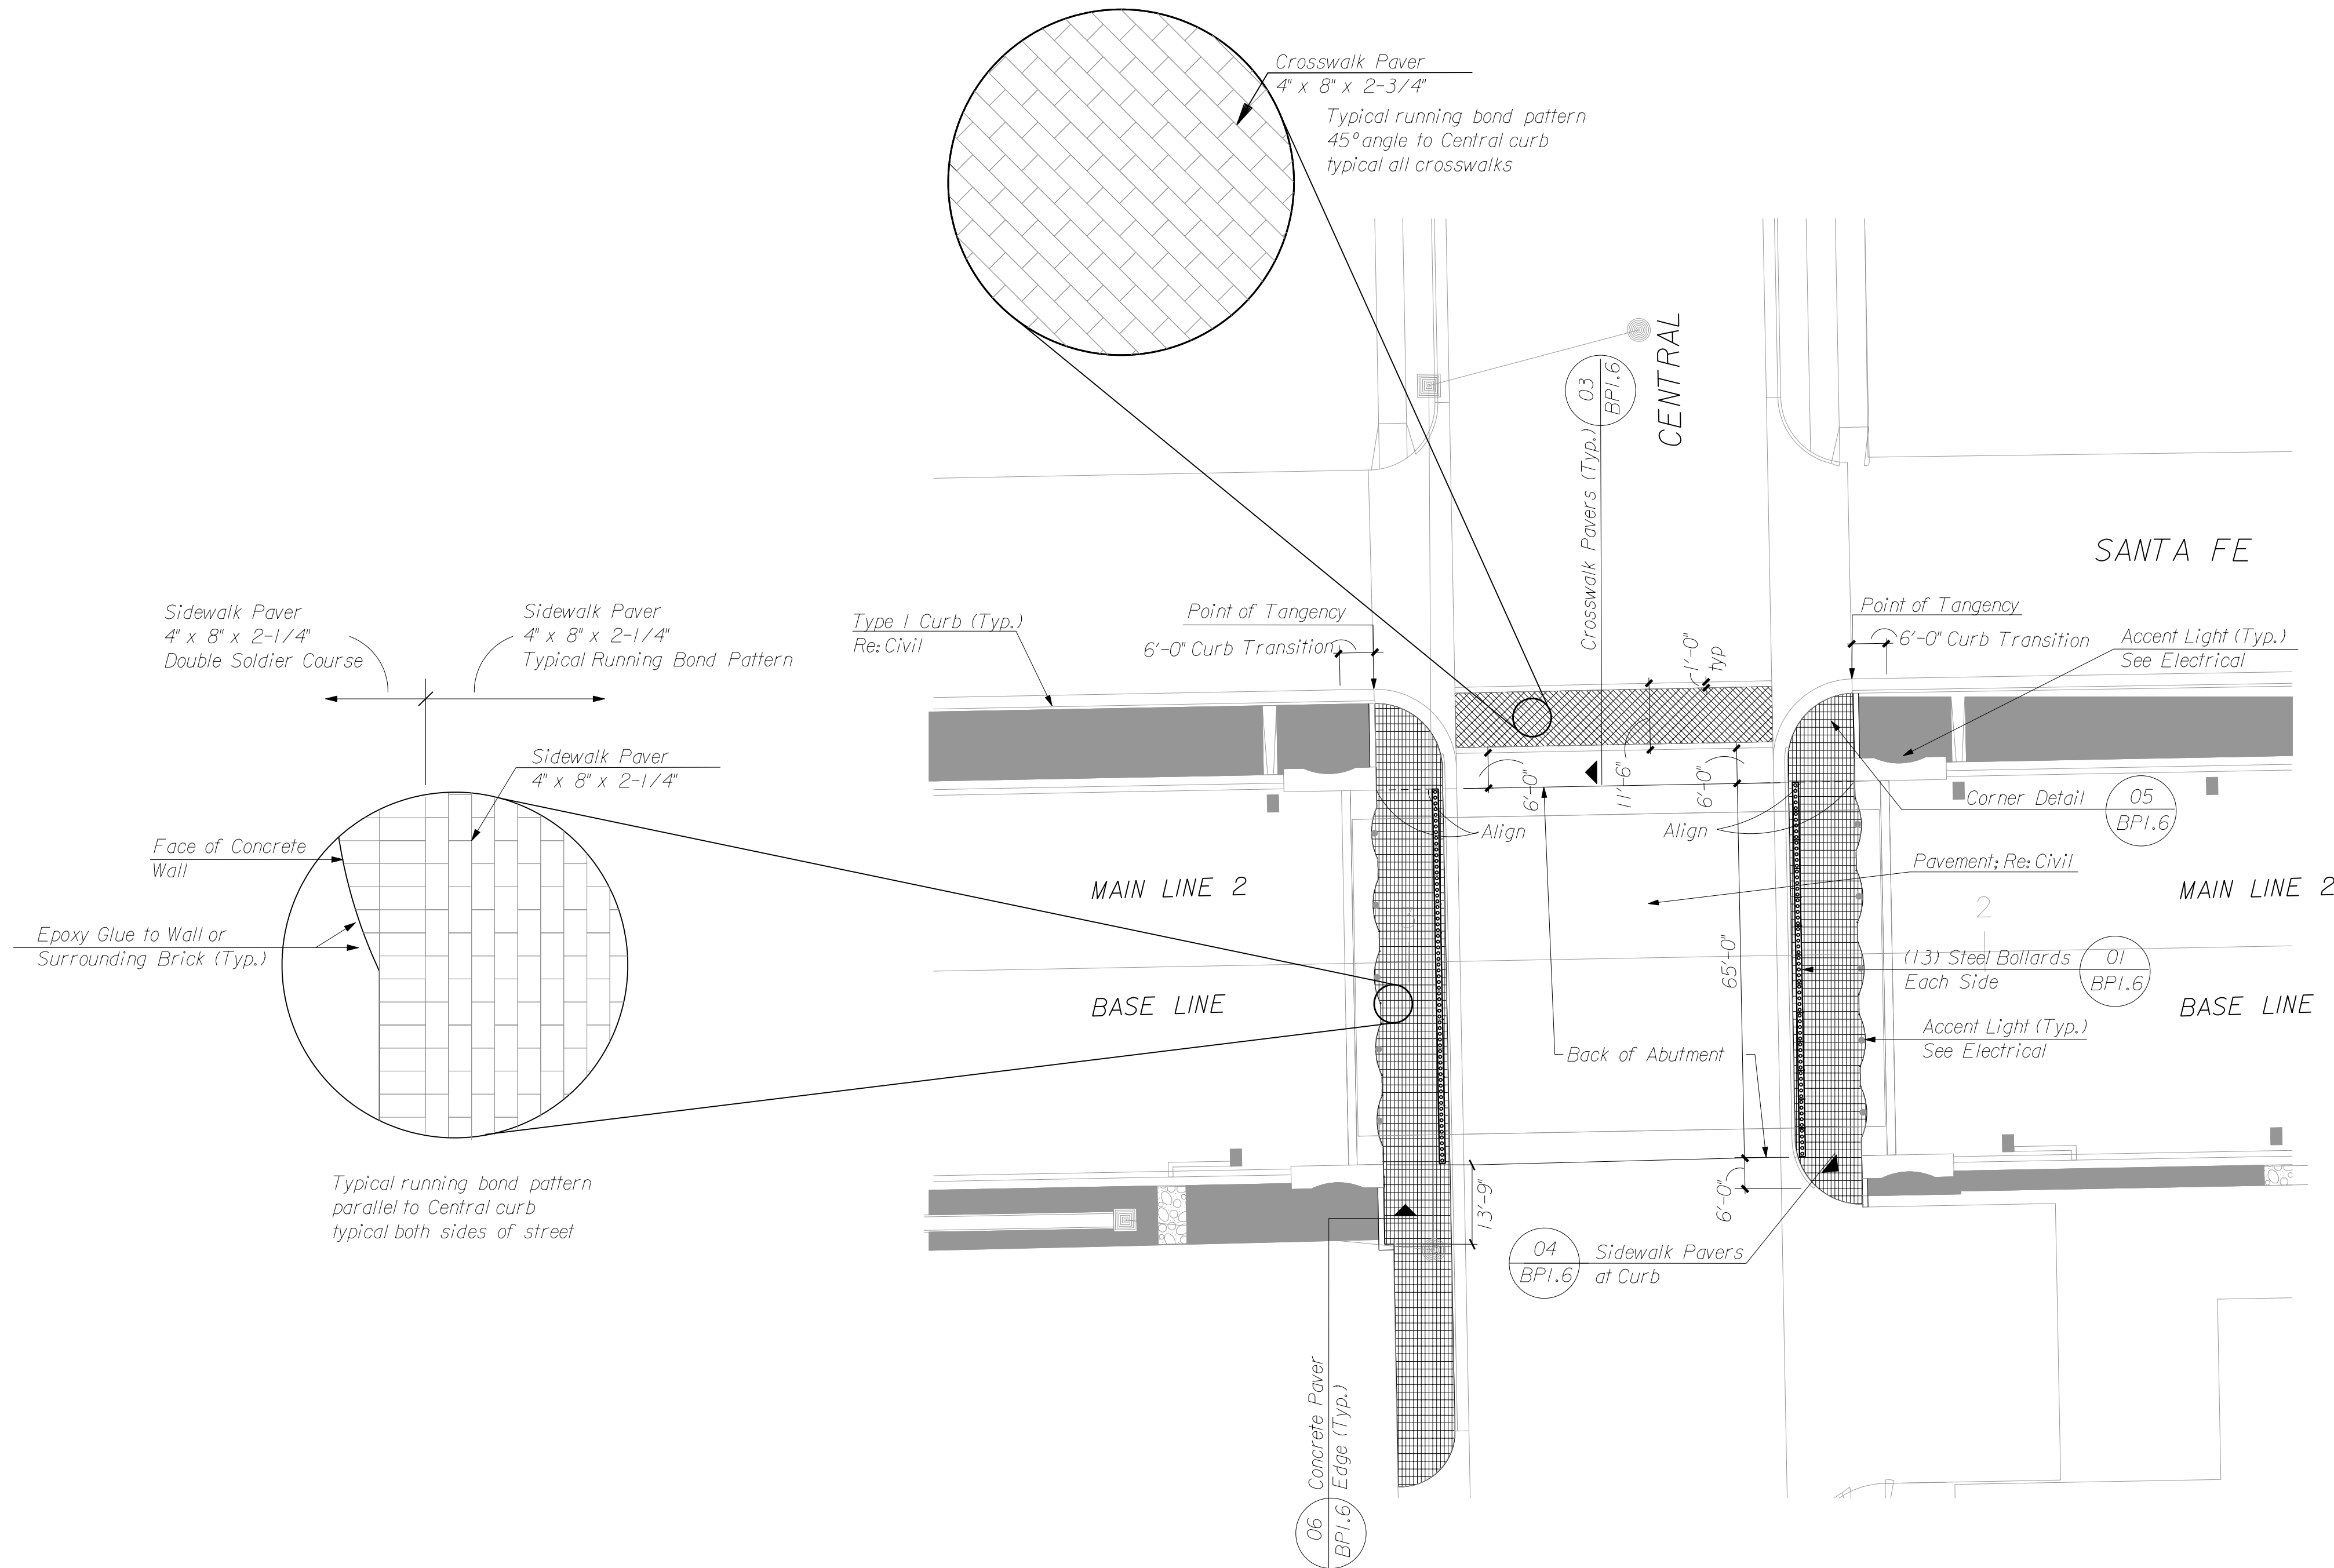 Crosswalk Paver
4" x 8" x 2-3/4"
Typical running bond pattern
45° angle to Central curb
typical all crosswalks
CENTRAL
03
BP1.6
Crosswalk Pavers (Typ.)
SANTA FE
Sidewalk Paver
4" x 8" x 2-1/4"
Double Soldier Course
Sidewalk Paver
4" x 8" x 2-1/4"
Typical Running Bond Pattern
Type 1 Curb (Typ.)
Re: Civil
Point of Tangency
6'-0" Curb Transition
1'-0"
typ
Point of Tangency
6'-0" Curb Transition
Accent Light (Typ.)
See Electrical
Sidewalk Paver
4" x 8" x 2-1/4"
Face of Concrete
Wall
Epoxy Glue to Wall or
Surrounding Brick (Typ.)
Typical running bond pattern
parallel to Central curb
typical both sides of street
6'-0"
11'-6"
6'-0"
Align
Align
Corner Detail
05
BP1.6
Pavement; Re: Civil
MAIN LINE 2
MAIN LINE 2
2
65'-0"
(13) Steel Bollards
Each Side
01
BP1.6
BASE LINE
BASE LINE
Accent Light (Typ.)
See Electrical
Back of Abutment
13'-9"
6'-0"
04
BP1.6
Sidewalk Pavers
at Curb
06
BP1.6
Concrete Paver
Edge (Typ.)